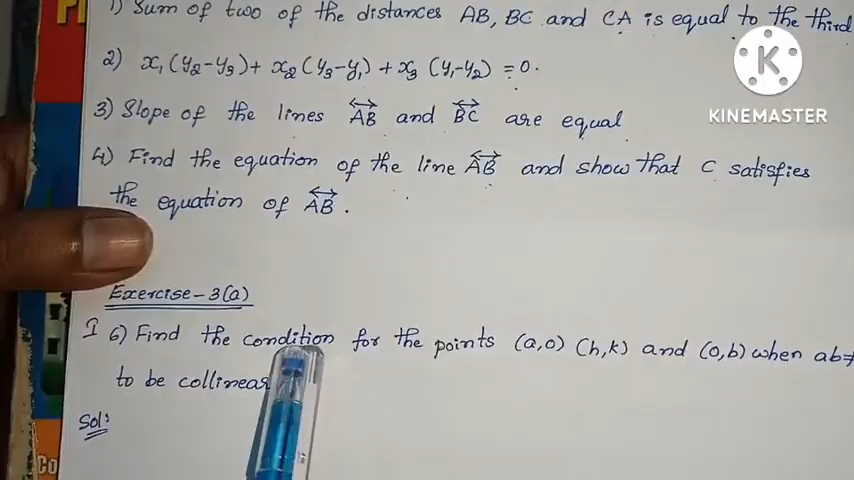 1) Sum of two of the distances AB, BC and CA is equal to the third
2) x₁(y₂-y₃)+ x₂(y₃-y₁)+x₃(y₁-y₂) = 0.
3) Slope of the lines AB and BC are equal
4) Find the equation of the line AB and show that C satisfies
the equation of AB.
K
KINEMASTER
Exercise-3(a)
I 6) Find the condition for the points (a,0) (h,k) and (0,b) when ab≠
to be collinear
Sol:
Co